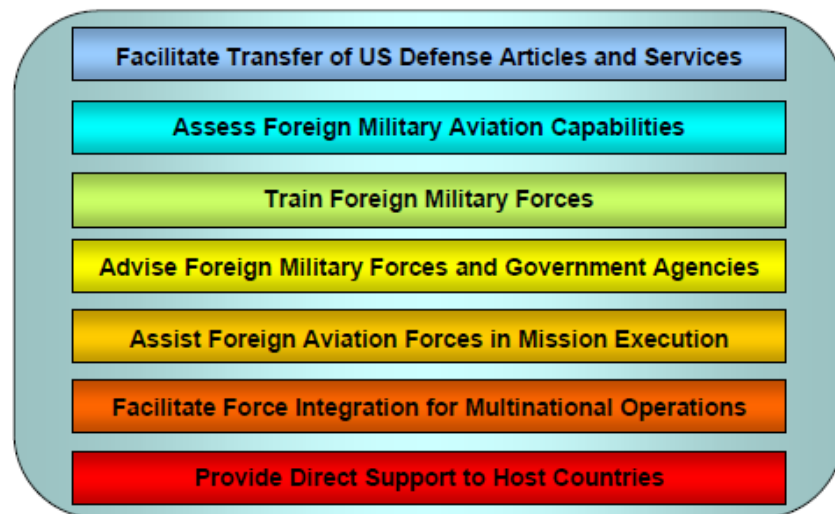 Facilitate Transfer of US Defense Articles and Services
Assess Foreign Military Aviation Capabilities
Train Foreign Military Forces
Advise Foreign Military Forces and Government Agencies
Assist Foreign Aviation Forces in Mission Execution
Facilitate Force Integration for Multinational Operations
Provide Direct Support to Host Countries